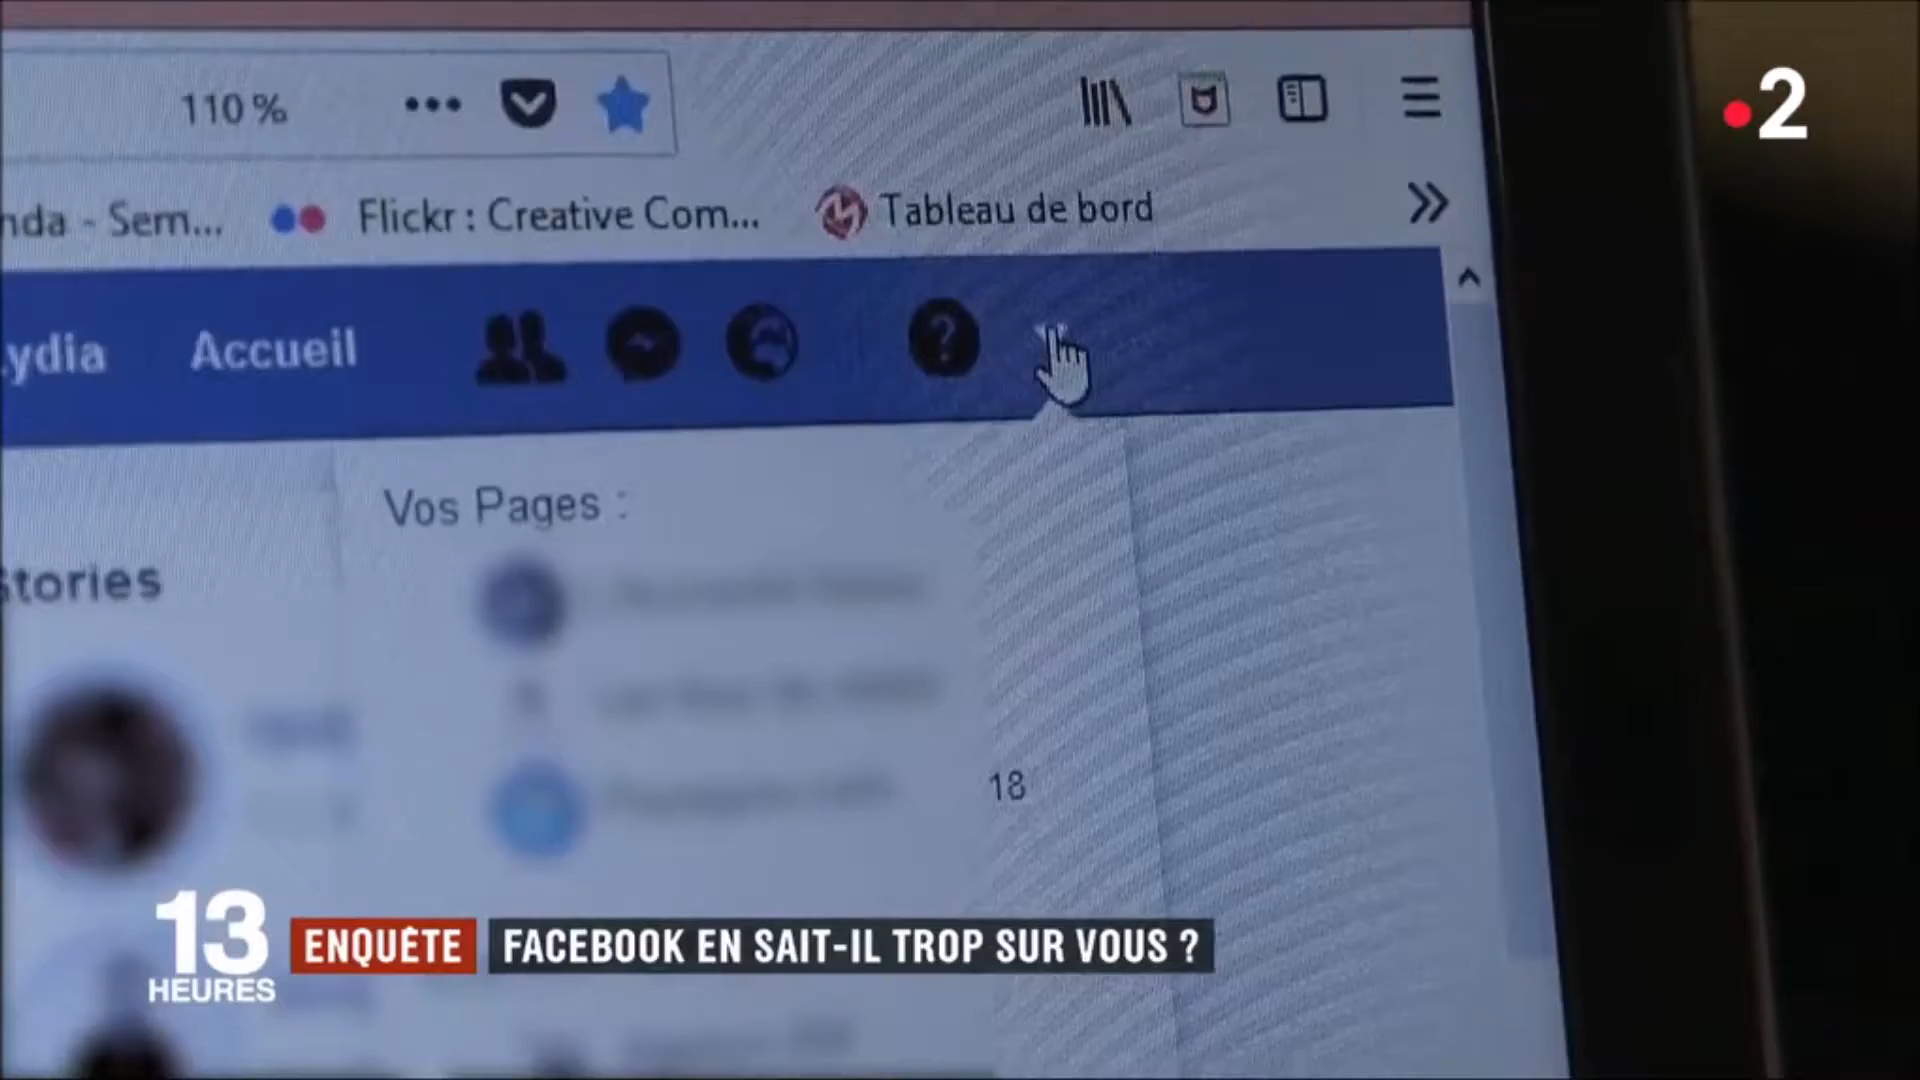 110 %
2
nda - Sem...
Flickr : Creative Com...
Tableau de bord
ydia
Accueil
?
Vos Pages :
Stories
18
13
HEURES
ENQUÊTE
FACEBOOK EN SAIT-IL TROP SUR VOUS ?